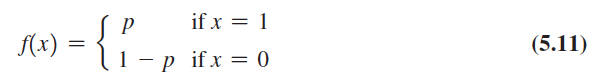 f(x) = { p if x = 1
1 − p if x = 0
(5.11)